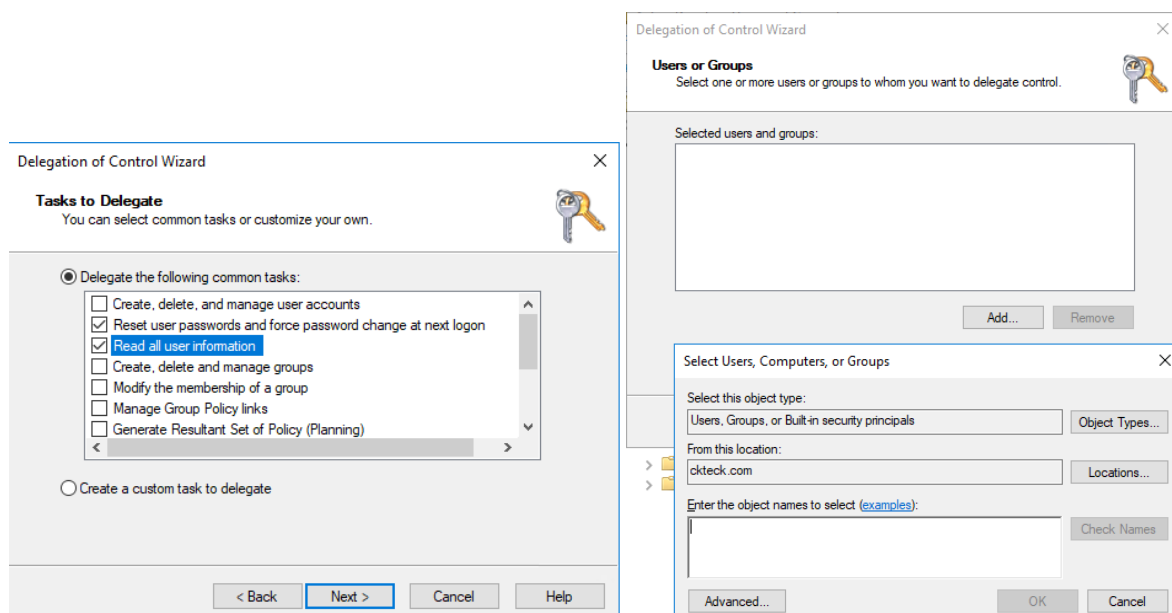 Delegation of Control Wizard
Tasks to Delegate
You can select common tasks or customize your own.
Delegate the following common tasks:
Create, delete, and manage user accounts
Reset user passwords and force password change at next logon
Read all user information
Create, delete and manage groups
Modify the membership of a group
Manage Group Policy links
Generate Resultant Set of Policy (Planning)
Create a custom task to delegate
< Back Next > Cancel Help
Delegation of Control Wizard
Users or Groups
Select one or more users or groups to whom you want to delegate control.
Selected users and groups:
Add... Remove
Select Users, Computers, or Groups
Select this object type:
Users, Groups, or Built-in security principals Object Types...
From this location:
ckteck.com Locations...
Enter the object names to select (examples):
Check Names
Advanced... OK Cancel